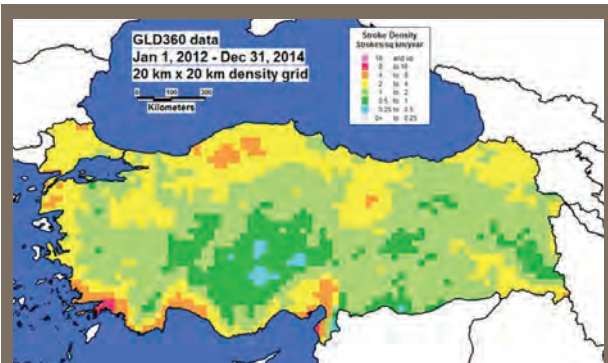 GLD360 data
Jan 1, 2012 - Dec 31, 2014
20 km x 20 km density grid
0 100 200
Kilometers
Stroke Density
Strokes/sq km/year
16 and up
8 to 16
4 to 8
2 to 4
1 to 2
0.5 to 1
0.25 to 0.5
0+ to 0.25